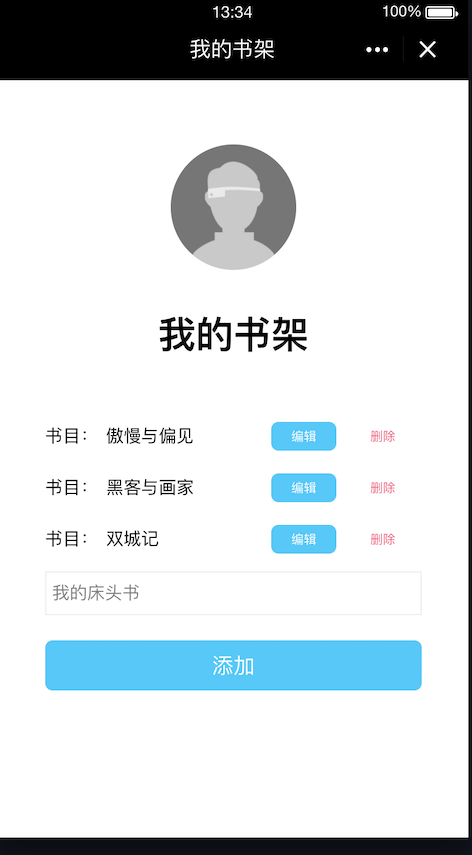 13:34 100%
我的书架
我的书架
书目： 傲慢与偏见 编辑 删除
书目： 黑客与画家 编辑 删除
书目： 双城记 编辑 删除
我的床头书
添加